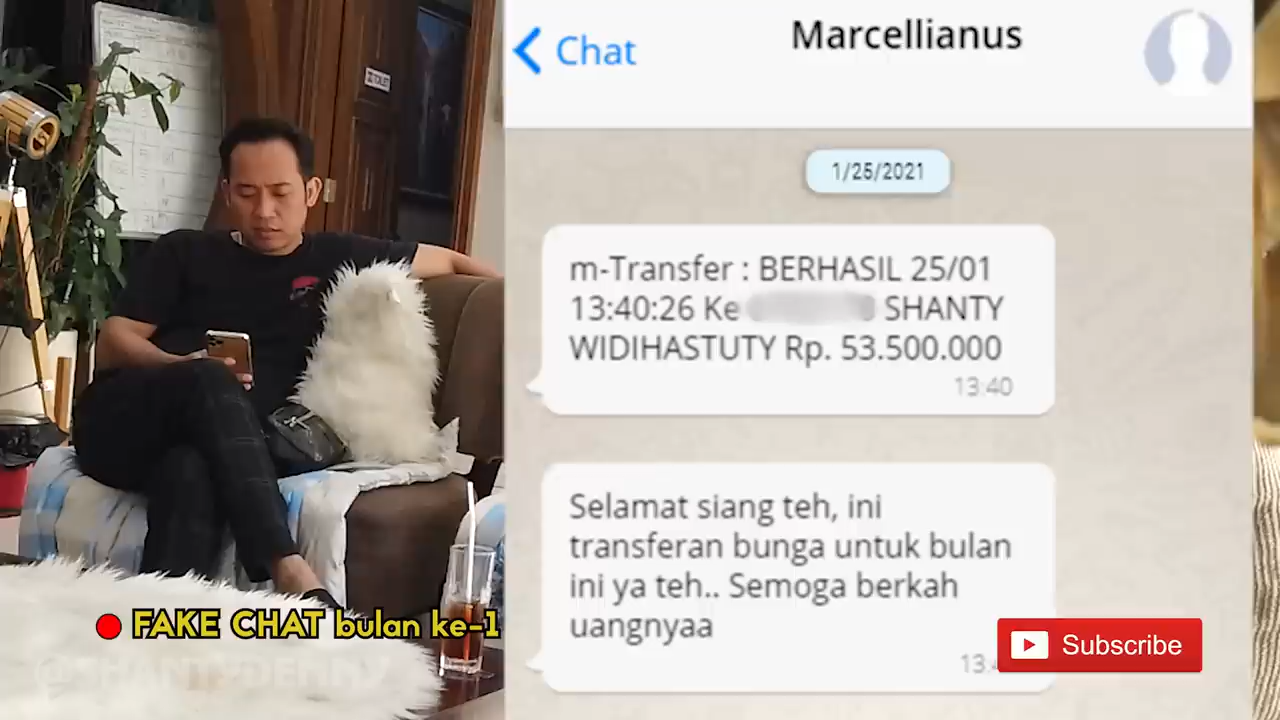 TOILET
FAKE CHAT bulan ke-1
Chat
Marcellianus
1/25/2021
m-Transfer : BERHASIL 25/01
13:40:26 Ke SHANTY
WIDIHASTUTY Rp. 53.500.000
13:40
Selamat siang teh, ini
transferan bunga untuk bulan
ini ya teh.. Semoga berkah
uangnyaa
Subscribe